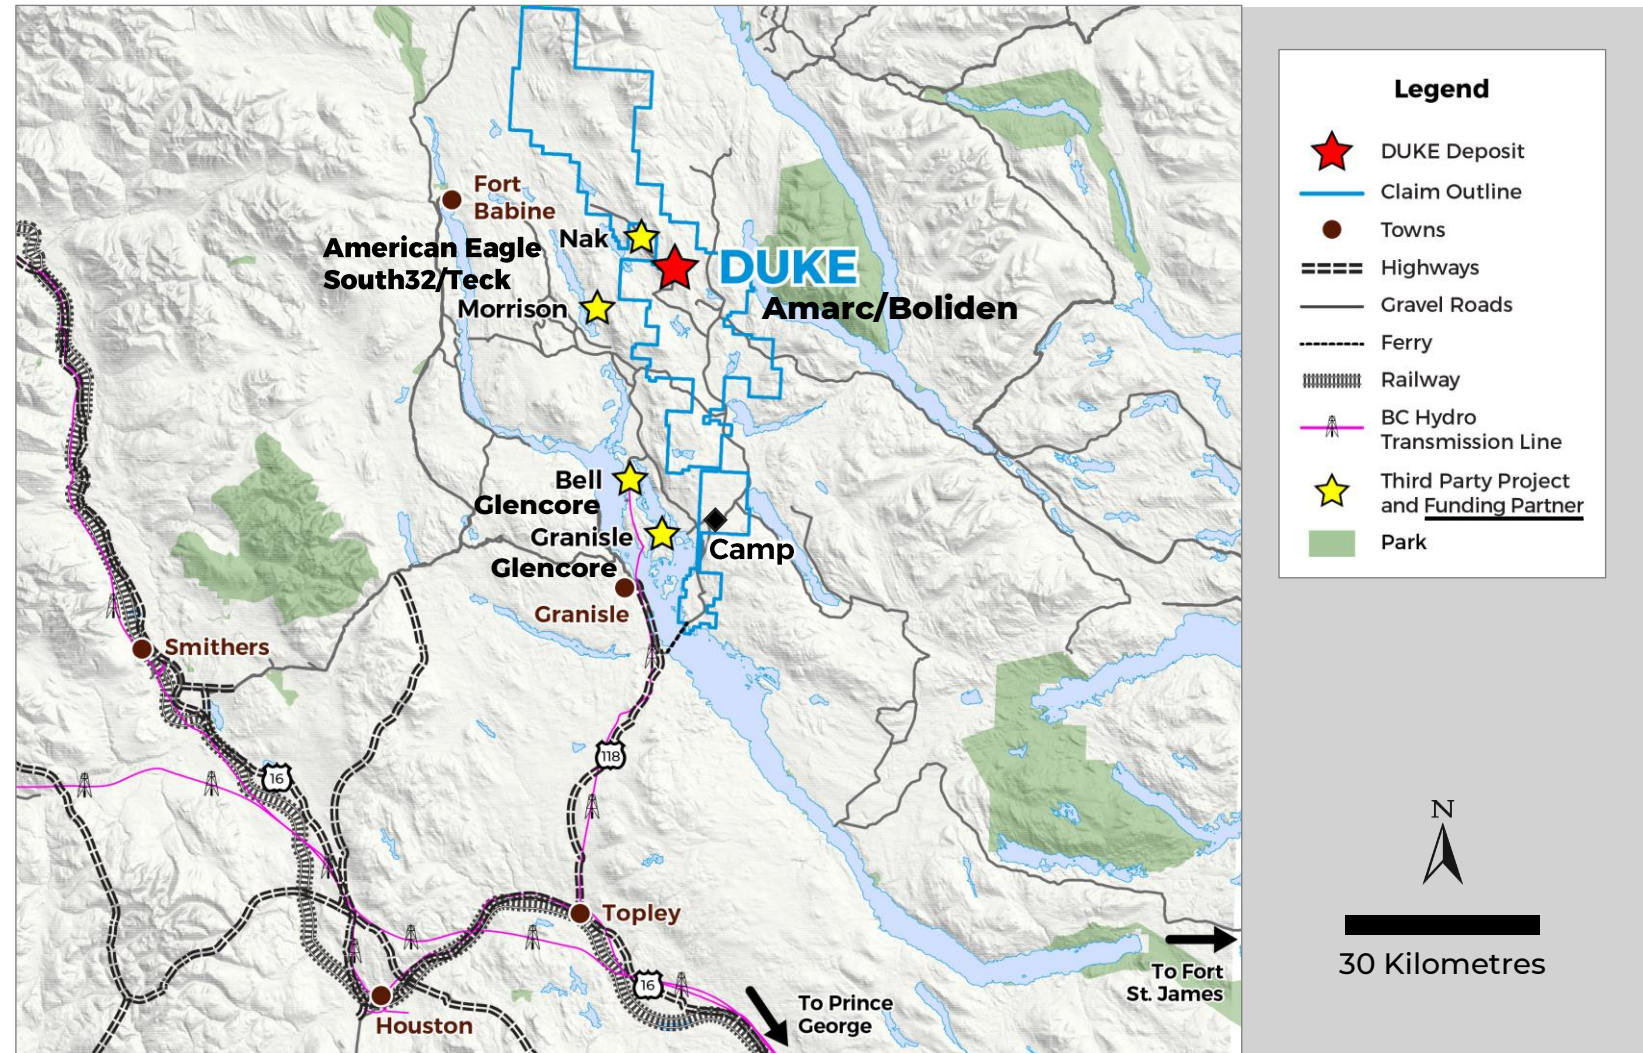 Fort
Babine
American Eagle
South32/Teck
Nak
DUKE
Amarc/Boliden
Morrison
Bell
Glencore
Granisle
Glencore
Camp
Granisle
Smithers
118
16
Topley
16
Houston
To Prince
George
To Fort
St. James
Legend
DUKE Deposit
Claim Outline
Towns
Highways
Gravel Roads
Ferry
Railway
BC Hydro
Transmission Line
Third Party Project
and Funding Partner
Park
N
30 Kilometres